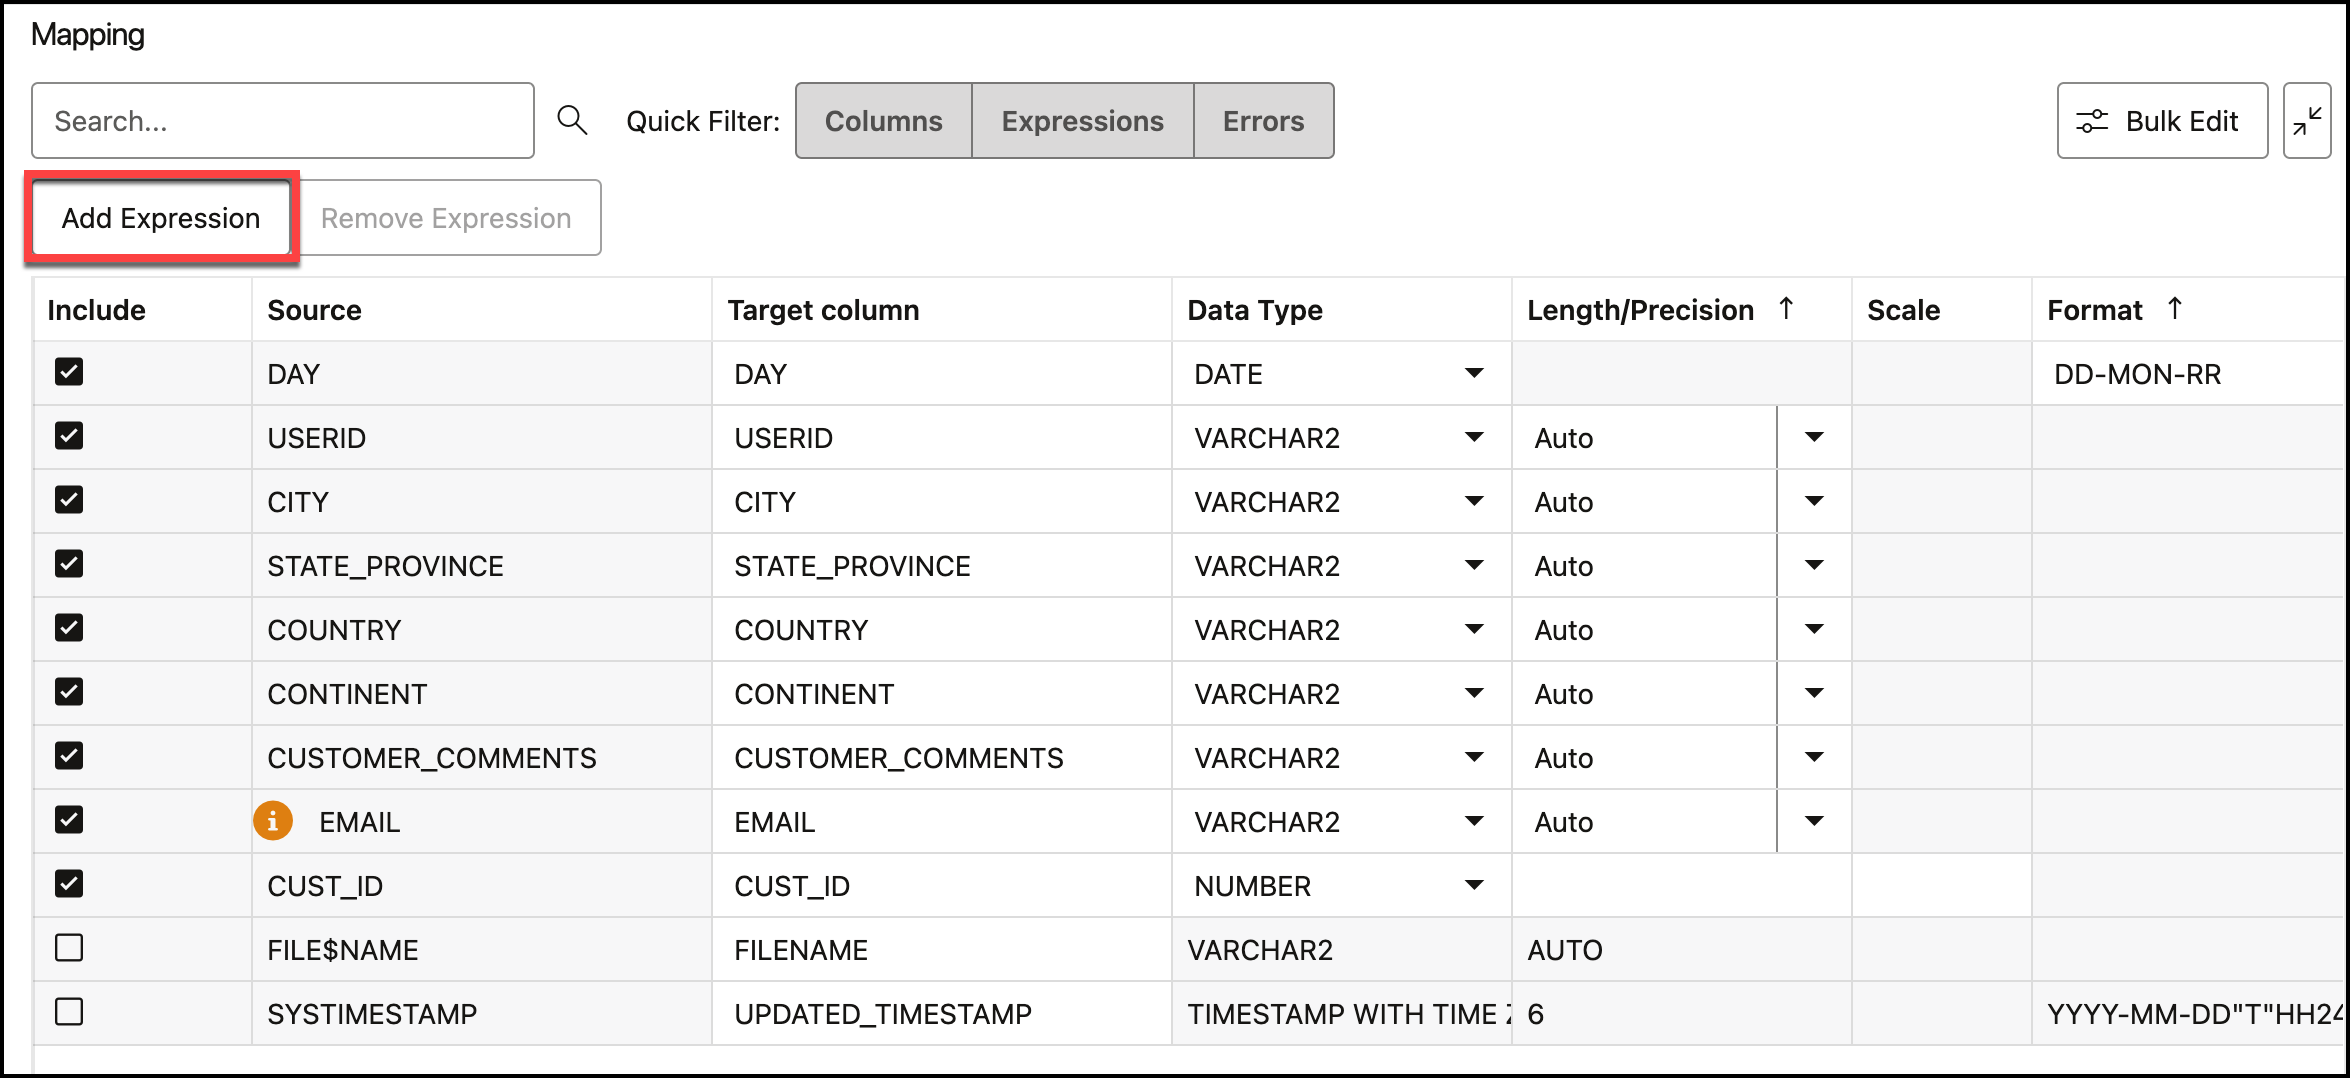 Mapping
Search...
Quick Filter: Columns Expressions Errors Bulk Edit
Add Expression Remove Expression
Include Source Target column Data Type Length/Precision ↑ Scale Format ↑
DAY DAY DATE DD-MON-RR
USERID USERID VARCHAR2 Auto
CITY CITY VARCHAR2 Auto
STATE_PROVINCE STATE_PROVINCE VARCHAR2 Auto
COUNTRY COUNTRY VARCHAR2 Auto
CONTINENT CONTINENT VARCHAR2 Auto
CUSTOMER_COMMENTS CUSTOMER_COMMENTS VARCHAR2 Auto
EMAIL EMAIL VARCHAR2 Auto
CUST_ID CUST_ID NUMBER
FILE$NAME FILENAME VARCHAR2 AUTO
SYSTIMESTAMP UPDATED_TIMESTAMP TIMESTAMP WITH TIME 6 YYYY-MM-DD"T"HH24